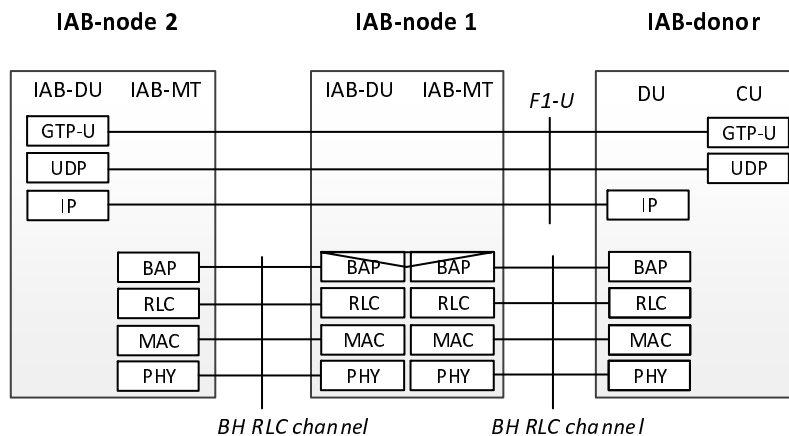 IAB-node 2 IAB-node 1 IAB-donor
IAB-DU IAB-MT IAB-DU IAB-MT DU CU
F1-U
GTP-U GTP-U
UDP UDP
IP IP
BAP BAP BAP BAP
RLC RLC RLC RLC
MAC MAC MAC MAC
PHY PHY PHY PHY
BH RLC channel BH RLC channel